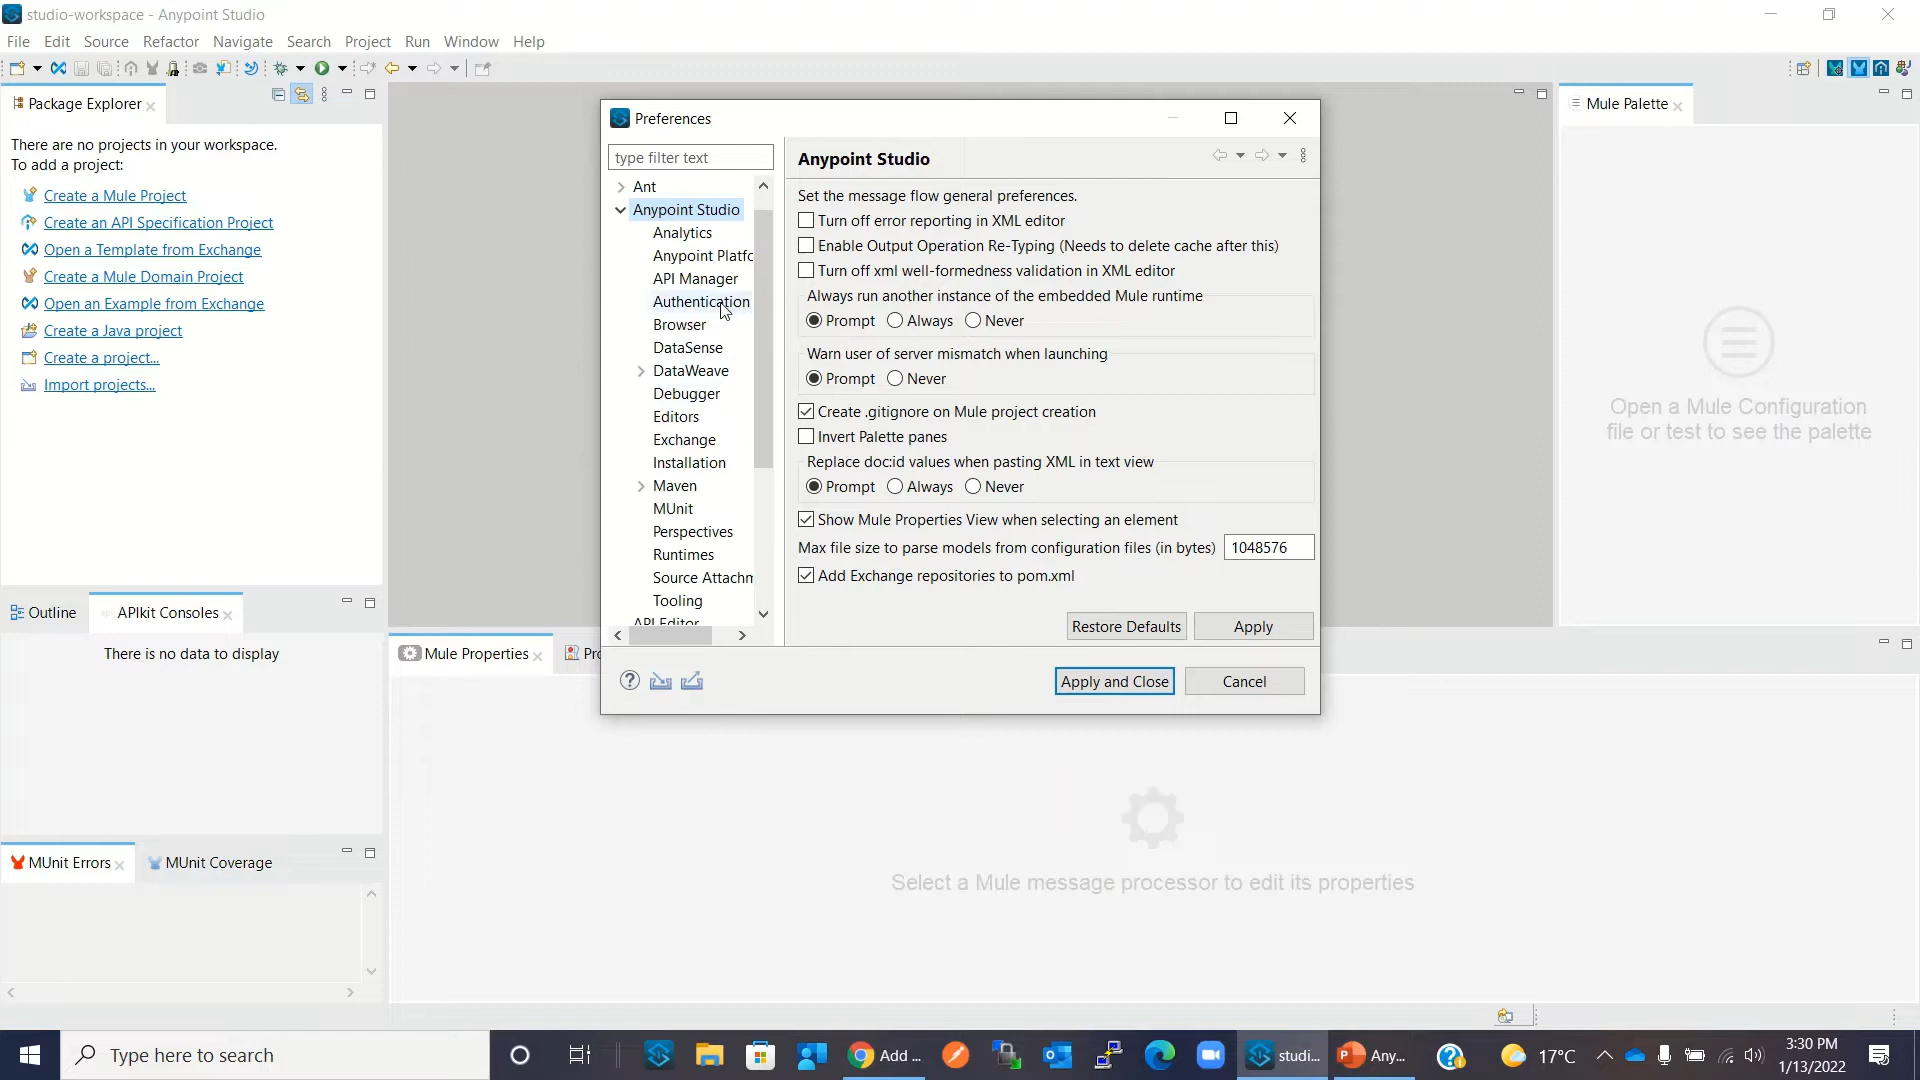 studio-workspace - Anypoint Studio
File Edit Source Refactor Navigate Search Project Run Window Help
Package Explorer
There are no projects in your workspace.
To add a project:
Create a Mule Project
Create an API Specification Project
Open a Template from Exchange
Create a Mule Domain Project
Open an Example from Exchange
Create a Java project
Create a project...
Import projects...
Outline
APIkit Consoles
There is no data to display
MUnit Errors
MUnit Coverage
Preferences
type filter text
Ant
Anypoint Studio
Analytics
Anypoint Platfo
API Manager
Authentication
Browser
DataSense
DataWeave
Debugger
Editors
Exchange
Installation
Maven
MUnit
Perspectives
Runtimes
Source Attachm
Tooling
API Editor
Anypoint Studio
Set the message flow general preferences.
Turn off error reporting in XML editor
Enable Output Operation Re-Typing (Needs to delete cache after this)
Turn off xml well-formedness validation in XML editor
Always run another instance of the embedded Mule runtime
Prompt Always Never
Warn user of server mismatch when launching
Prompt Never
Create .gitignore on Mule project creation
Invert Palette panes
Replace doc:id values when pasting XML in text view
Prompt Always Never
Show Mule Properties View when selecting an element
Max file size to parse models from configuration files (in bytes) 1048576
Add Exchange repositories to pom.xml
Restore Defaults Apply
Apply and Close Cancel
Mule Palette
Open a Mule Configuration
file or test to see the palette
Mule Properties
Pro
Select a Mule message processor to edit its properties
Type here to search
Add ...
studi...
Any...
17°C
3:30 PM
1/13/2022